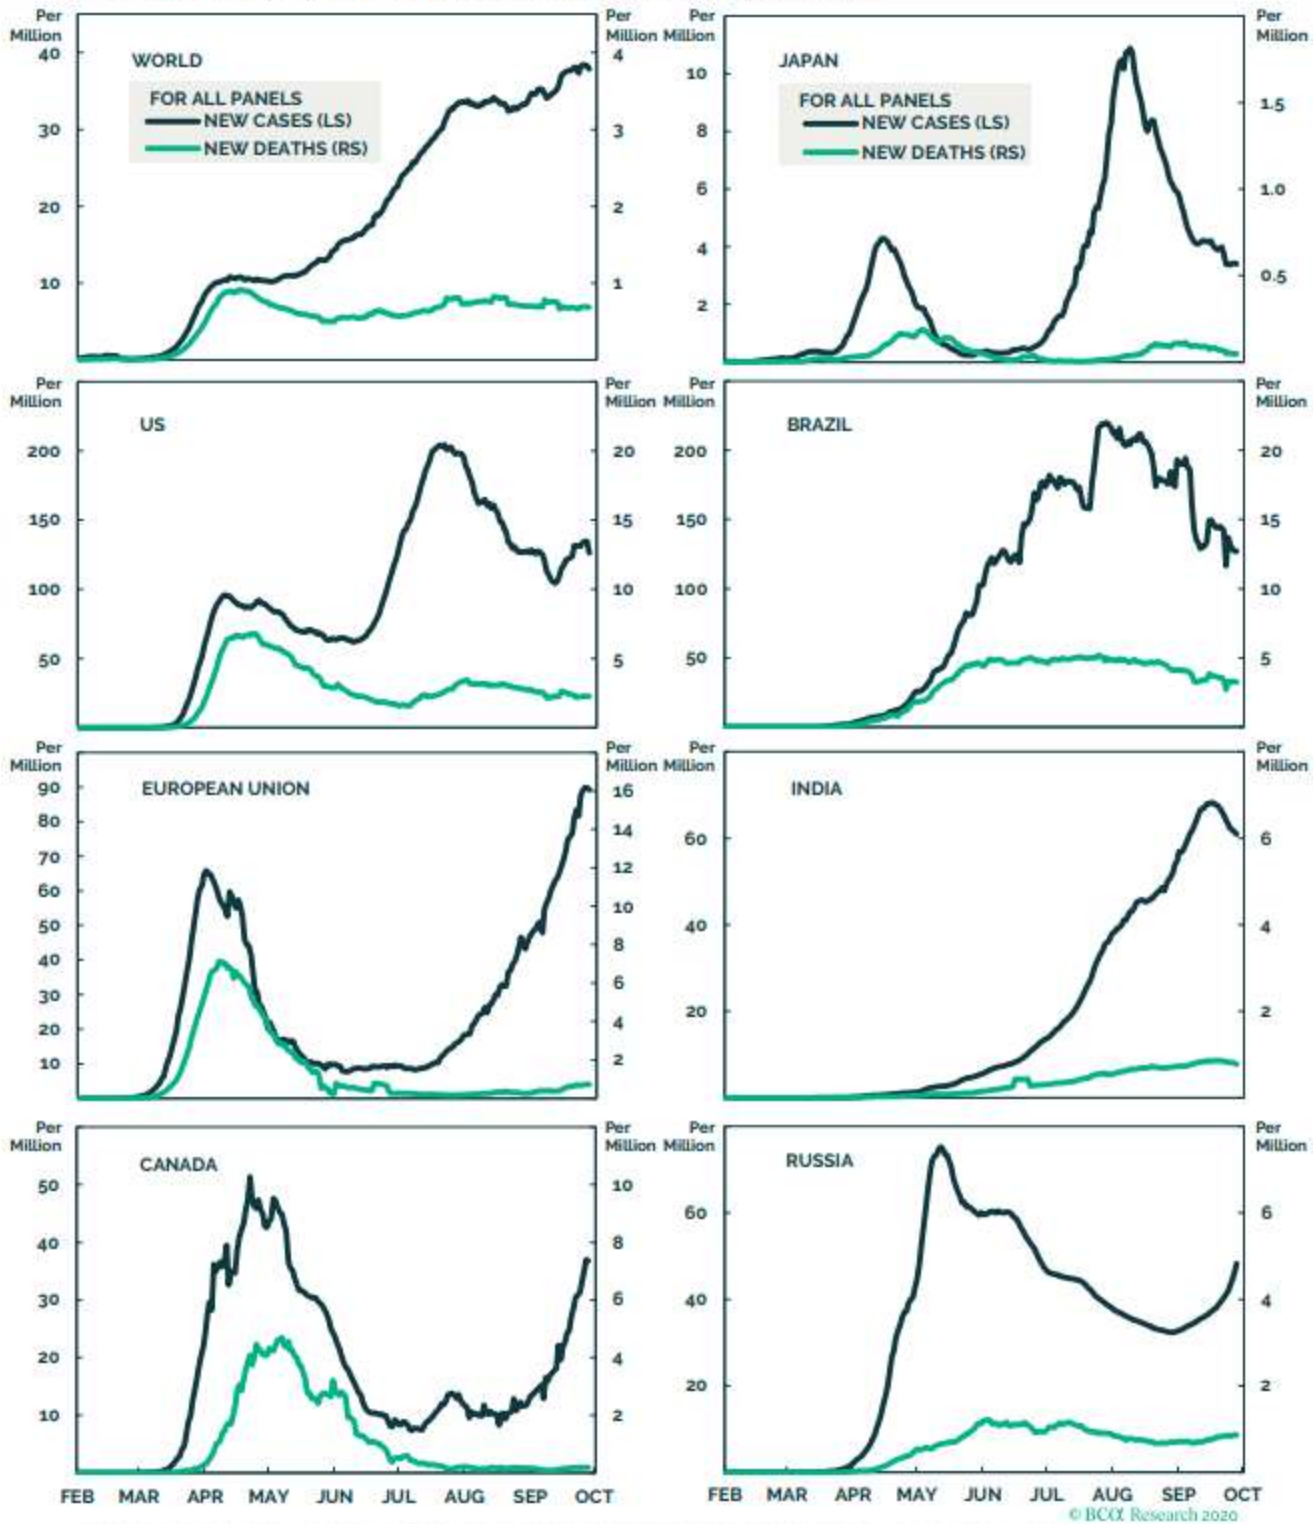 Per Million
Per Million
WORLD
FOR ALL PANELS
NEW CASES (LS)
NEW DEATHS (RS)
40
30
20
10
4
3
2
1
Per Million
Per Million
JAPAN
FOR ALL PANELS
NEW CASES (LS)
NEW DEATHS (RS)
10
8
6
4
2
1.5
1.0
0.5
Per Million
Per Million
US
200
150
100
50
20
15
10
5
Per Million
Per Million
BRAZIL
200
150
100
50
20
15
10
5
Per Million
Per Million
EUROPEAN UNION
90
80
70
60
50
40
30
20
10
16
14
12
10
8
6
4
2
Per Million
Per Million
INDIA
60
40
20
6
4
2
Per Million
Per Million
CANADA
50
40
30
20
10
10
8
6
4
2
FEB MAR APR MAY JUN JUL AUG SEP OCT
Per Million
Per Million
RUSSIA
60
40
20
6
4
2
FEB MAR APR MAY JUN JUL AUG SEP OCT
© BCα Research 2020